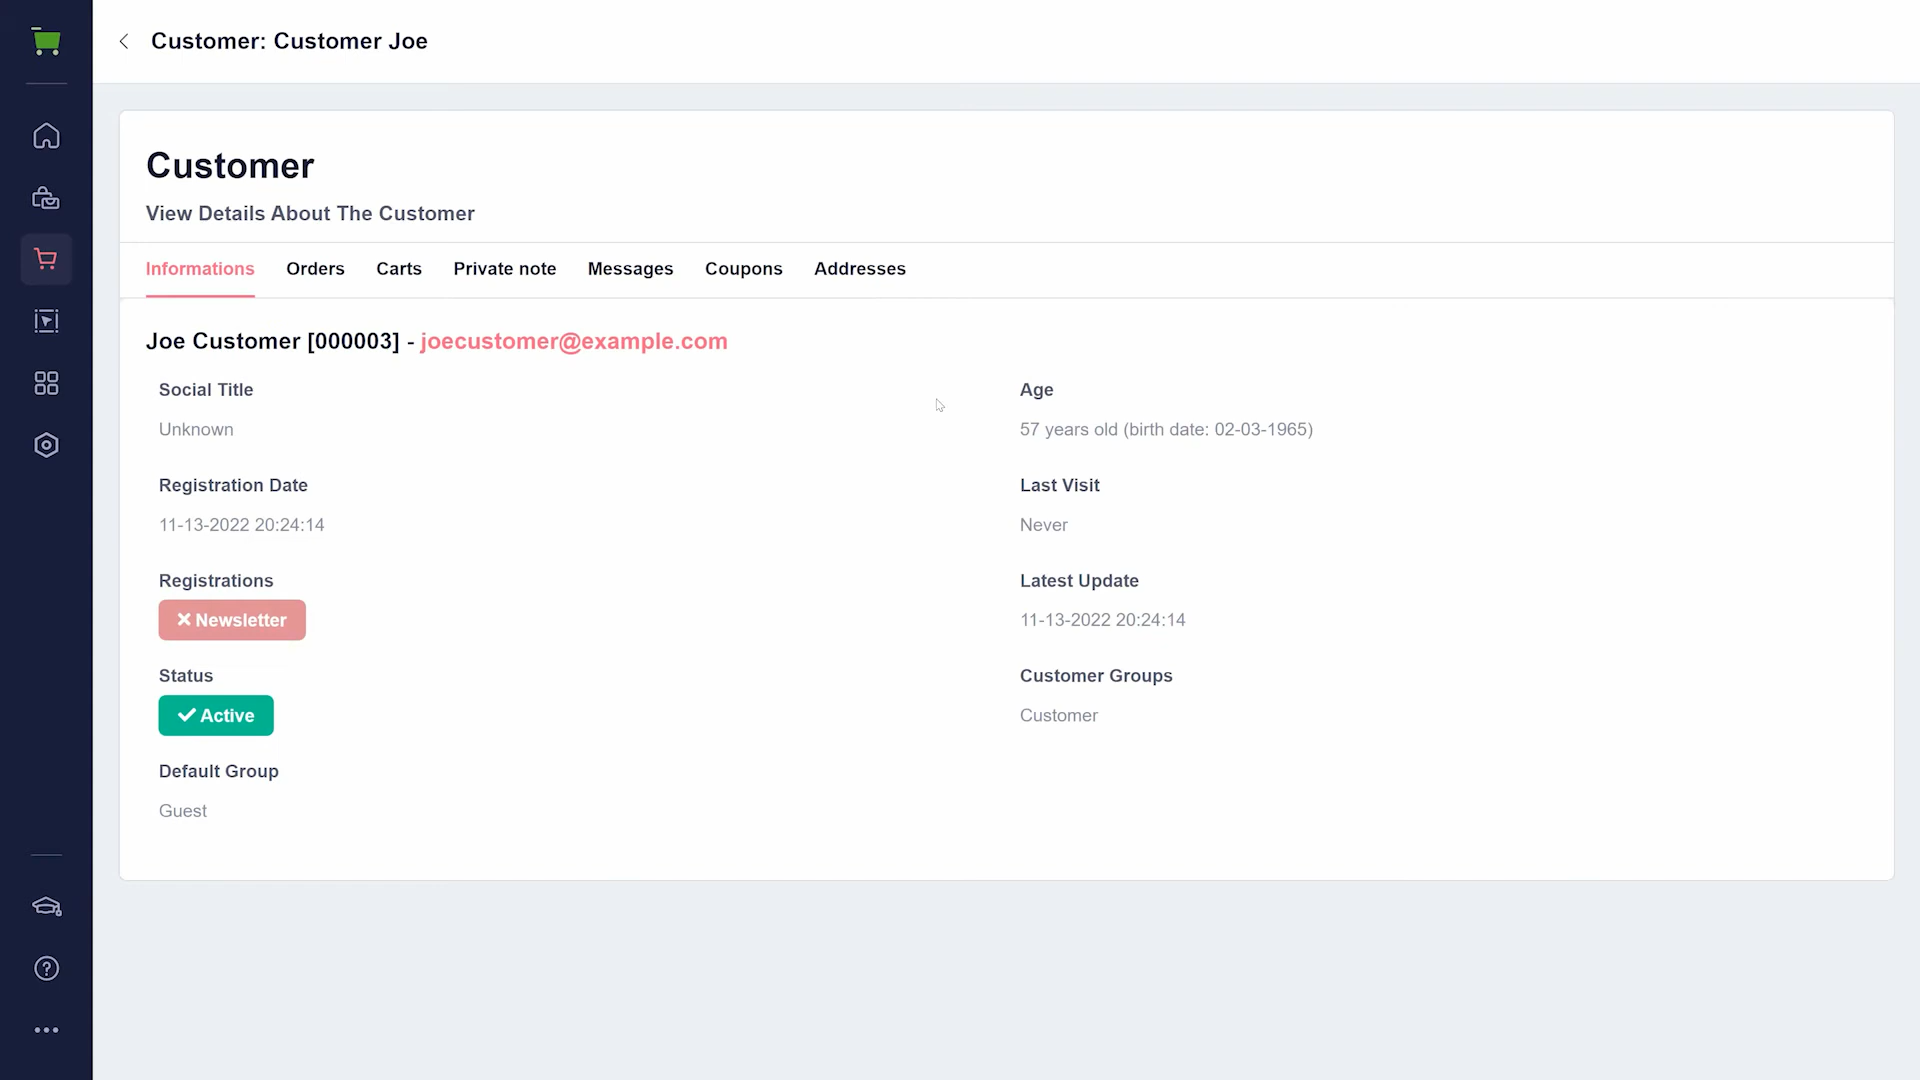 Customer: Customer Joe
Customer
View Details About The Customer
Informations Orders Carts Private note Messages Coupons Addresses
Joe Customer [000003] - joecustomer@example.com
Social Title
Unknown
Age
57 years old (birth date: 02-03-1965)
Registration Date
11-13-2022 20:24:14
Last Visit
Never
Registrations
Newsletter
Latest Update
11-13-2022 20:24:14
Status
Active
Customer Groups
Customer
Default Group
Guest